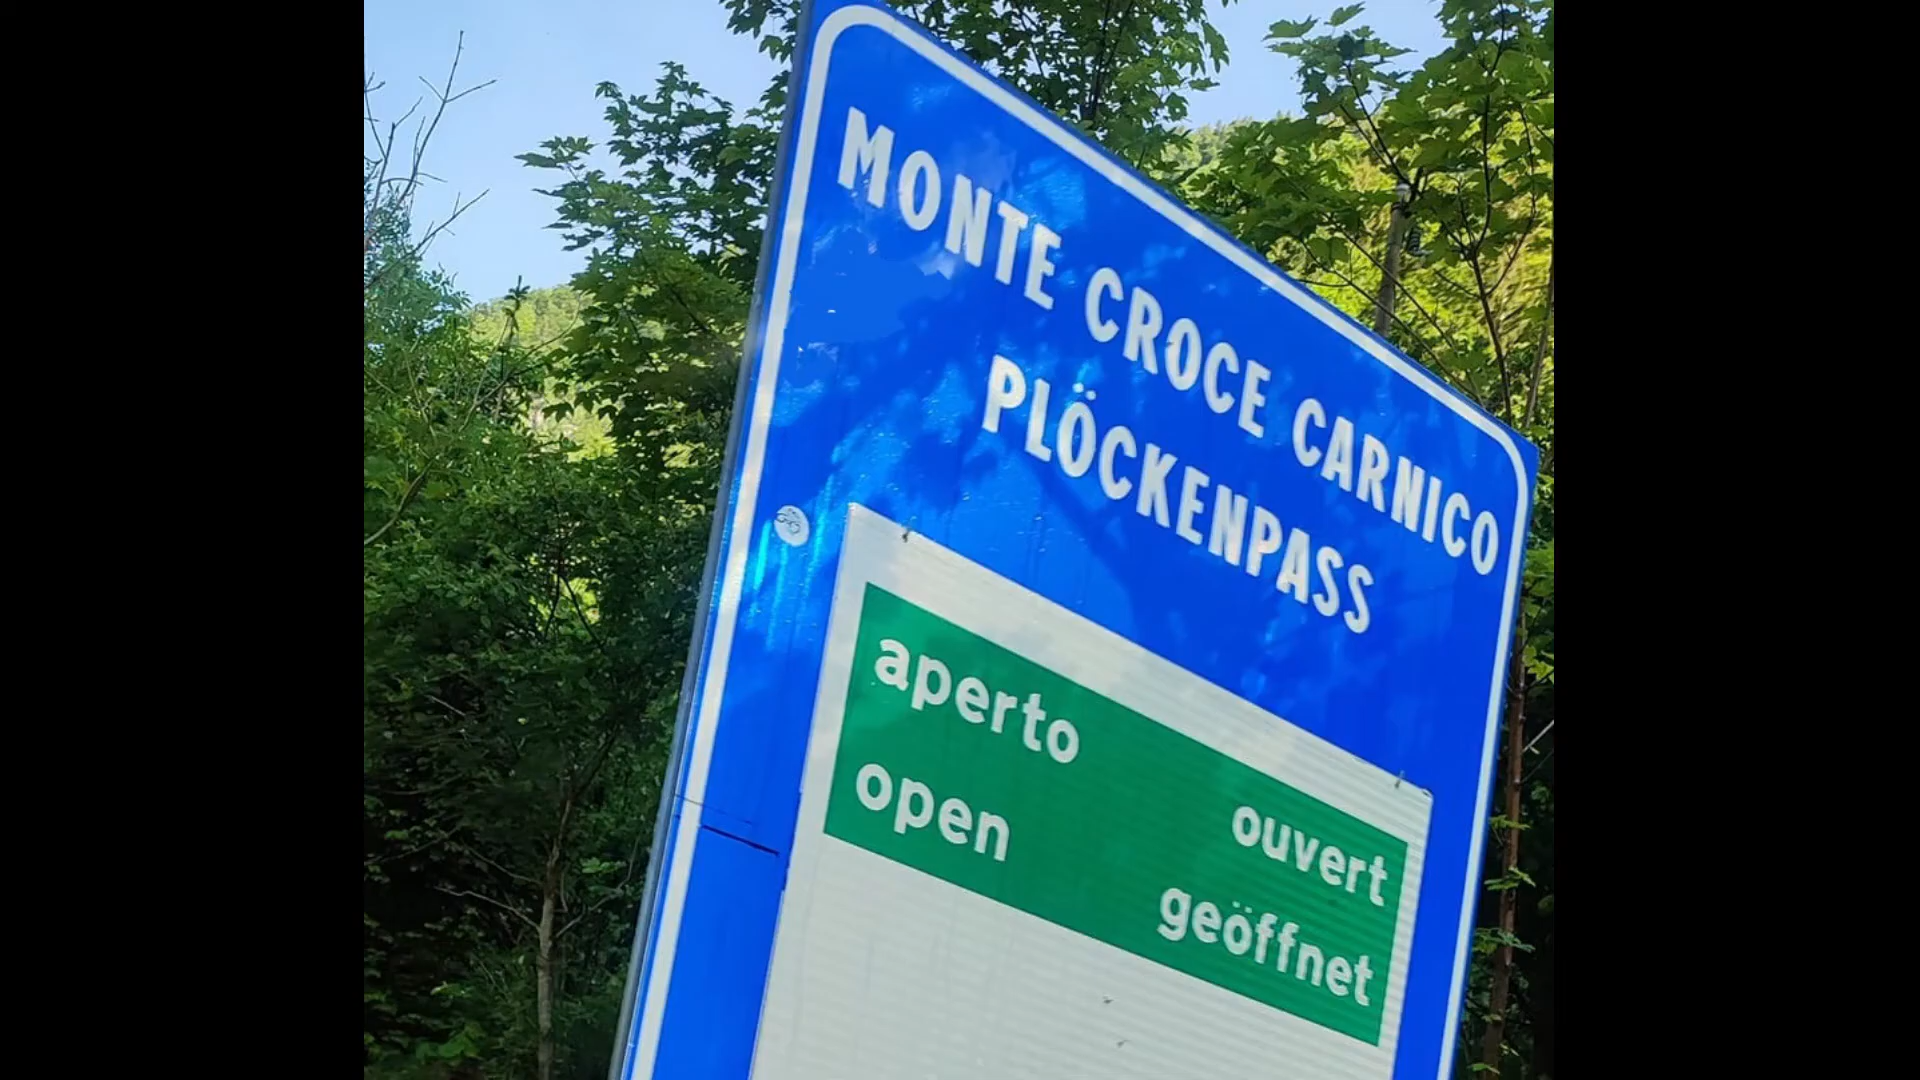 MONTE CROCE CARNICO
PLÖCKENPASS
aperto
ouvert
open
geöffnet